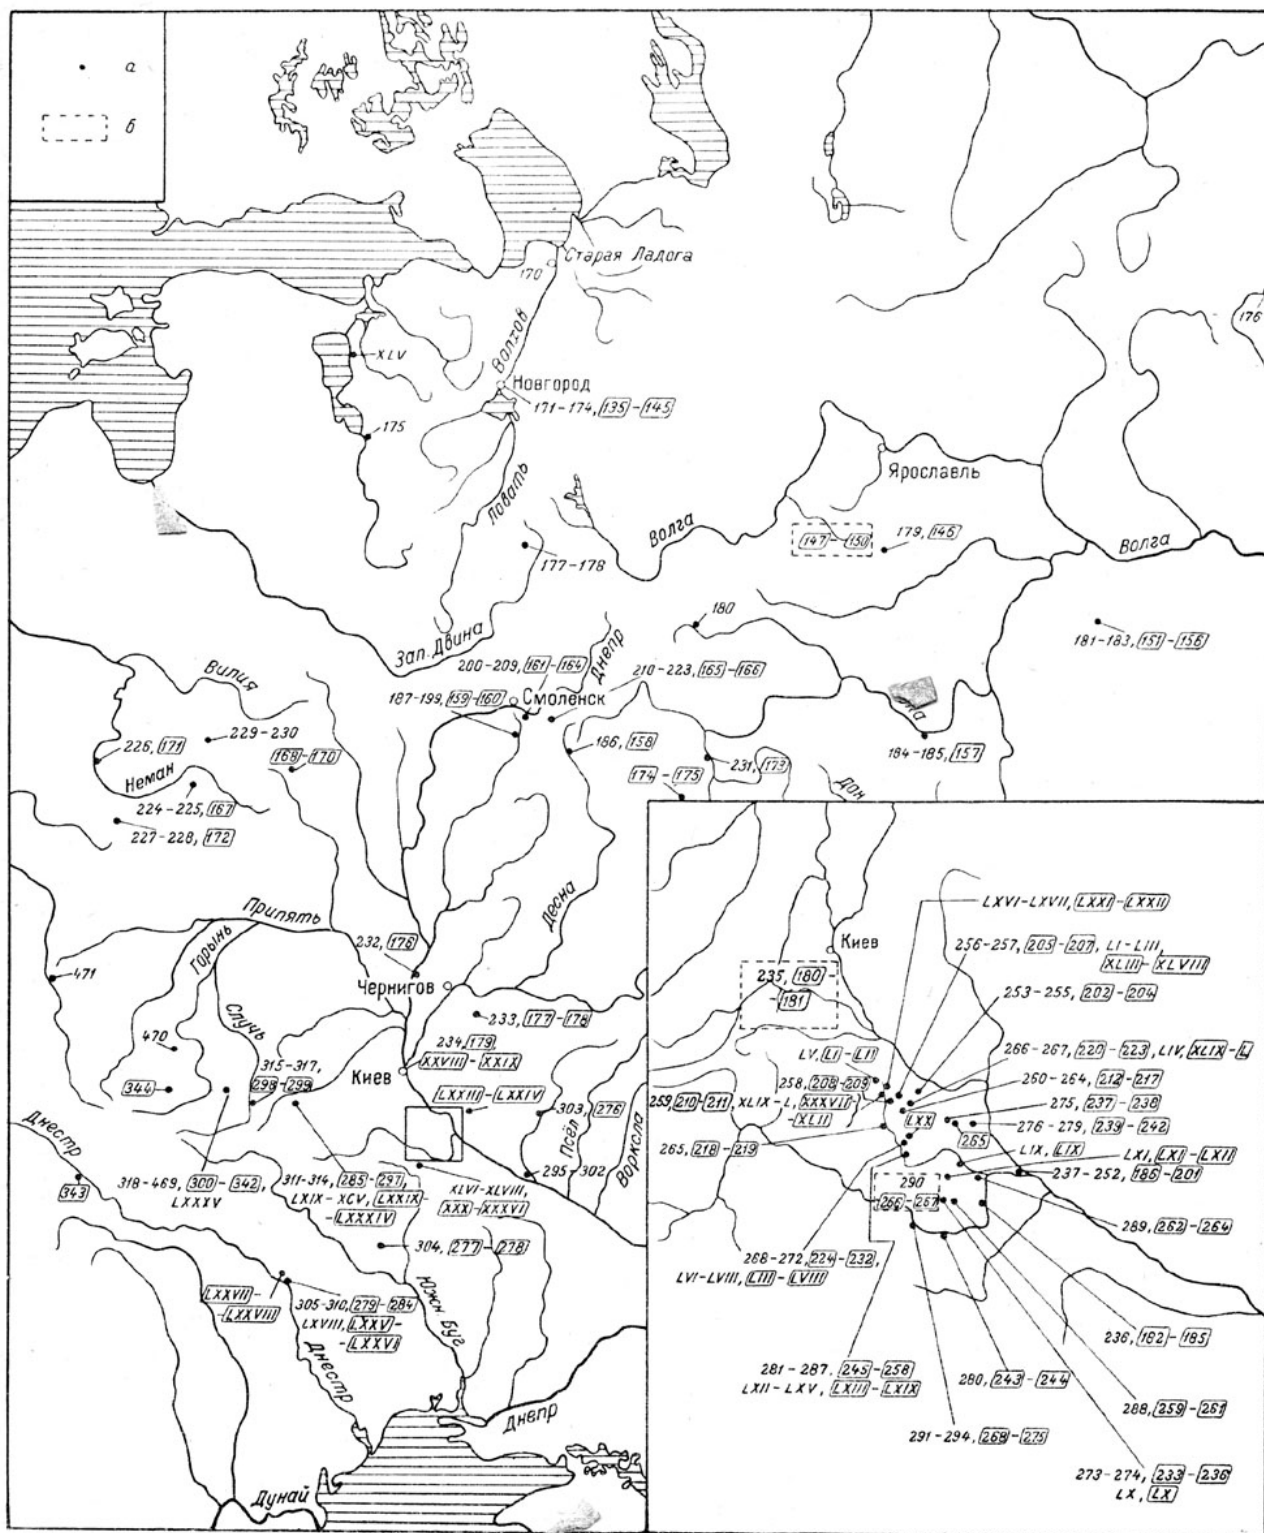 а
б
Старая Ладога
170
Волхов
176
XLV
Новгород
171-174, 135-145
175
Ловать
Ярославль
Волга
147-150
179, 146
Волга
177-178
180
181-183, 151-156
Зап. Двина
Днепр
200-209, 161-164
210-223, 165-166
Вилия
187-199, 159-160
Смоленск
226, 171
229-230
168-170
186, 158
231, 173
184-185, 157
Неман
174-175
Дон
224-225, 167
227-228, 172
Припять
Десна
Горынь
232, 176
471
Чернигов
Случь
233, 177-178
470
234, 179,
XXVIII-XXIX
315-317,
298-299
Киев
344
LXXIII-LXXIV
303, 276
Псёл
Ворскла
Днестр
295-302
343
318-469, 300-342,
LXXXV
311-314, 285-297,
LXIX-XCV, LXXIX-
-LXXXIV
XLVI-XLVIII,
XXX-XXXVI
304, 277-278
Южн. Буг
LXXVII-
-LXXVIII
305-310, 279-284
LXVIII, LXXV-
-LXXVI
Днестр
Днепр
Дунай
LXVI-LXVII, LXXI-LXXII
Киев
256-257, 205-207, LI-LIII,
XLIII-XLVIII
235, 180-
-181
253-255, 202-204
LV, LI-LII
266-267, 220-223, LIV, XLIX-L
258, 208-209
260-264, 212-217
259, 210-211, XLIX-L, XXXVII-
-XLII
LXX
275, 237-238
276-279, 239-242
265
265, 218-219
LIX, LIX
LXI, LXI-LXII
237-252, 186-201
290
266-267
289, 262-264
268-272, 224-232,
LVI-LVIII, LIII-LVIII
236, 182-185
281-287, 245-258
LXII-LXV, LXIII-LXIX
280, 243-244
288, 259-261
291-294, 268-275
273-274, 233-236
LX, LX